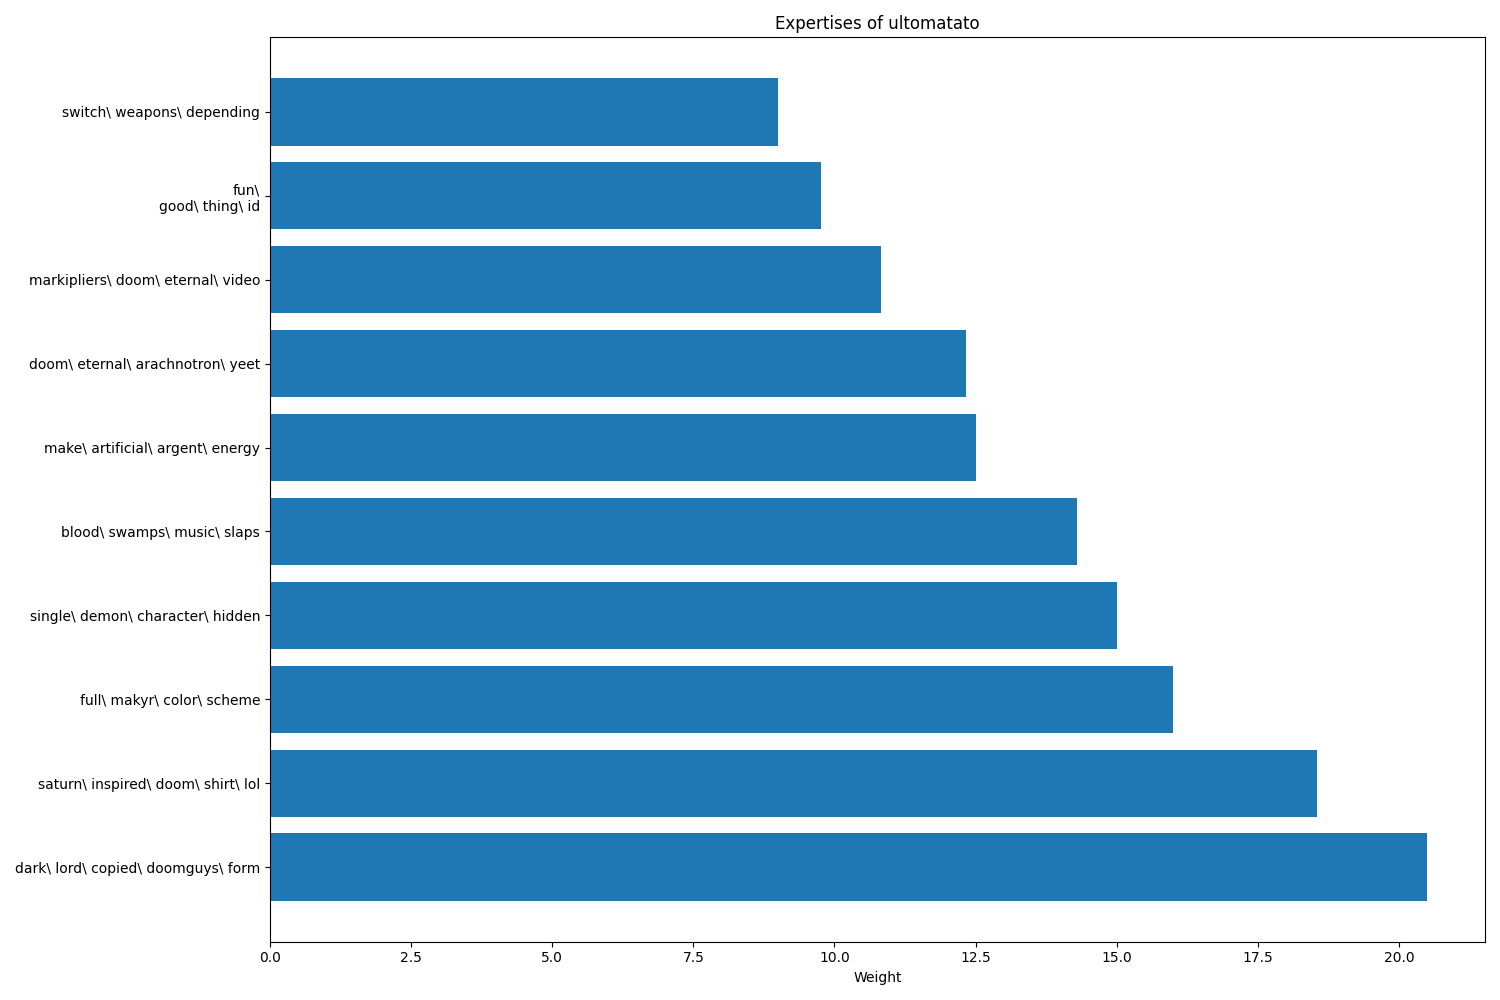 Expertises of ultomatato
switch\ weapons\ depending
fun\
good\ thing\ id
markipliers\ doom\ eternal\ video
doom\ eternal\ arachnotron\ yeet
make\ artificial\ argent\ energy
blood\ swamps\ music\ slaps
single\ demon\ character\ hidden
full\ makyr\ color\ scheme
saturn\ inspired\ doom\ shirt\ lol
dark\ lord\ copied\ doomguys\ form
0.0 2.5 5.0 7.5 10.0 12.5 15.0 17.5 20.0
Weight